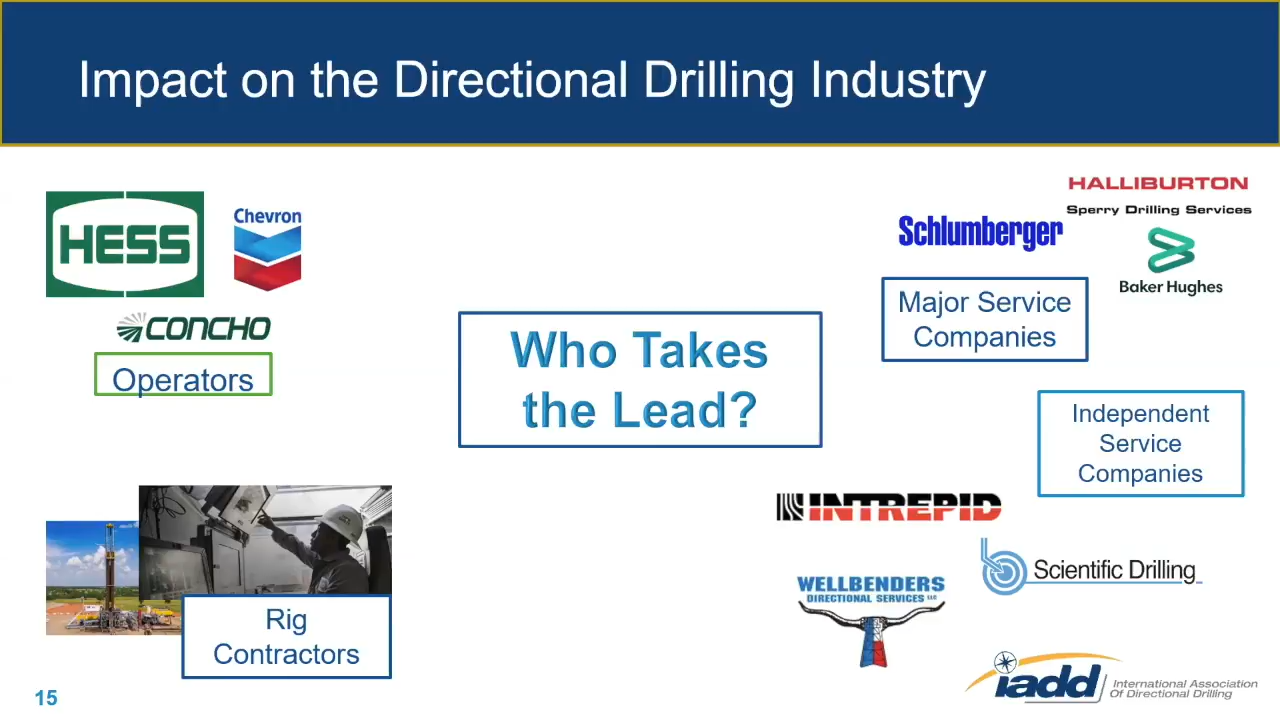 Impact on the Directional Drilling Industry
HESS
Chevron
CONCHO
Operators
Who Takes
the Lead?
HALLIBURTON
Sperry Drilling Services
Schlumberger
Baker Hughes
Major Service
Companies
Independent
Service
Companies
INTREPID
Scientific Drilling
WELLBENDERS
DIRECTIONAL SERVICES LLC
Rig
Contractors
iadd
International Association
Of Directional Drilling
15